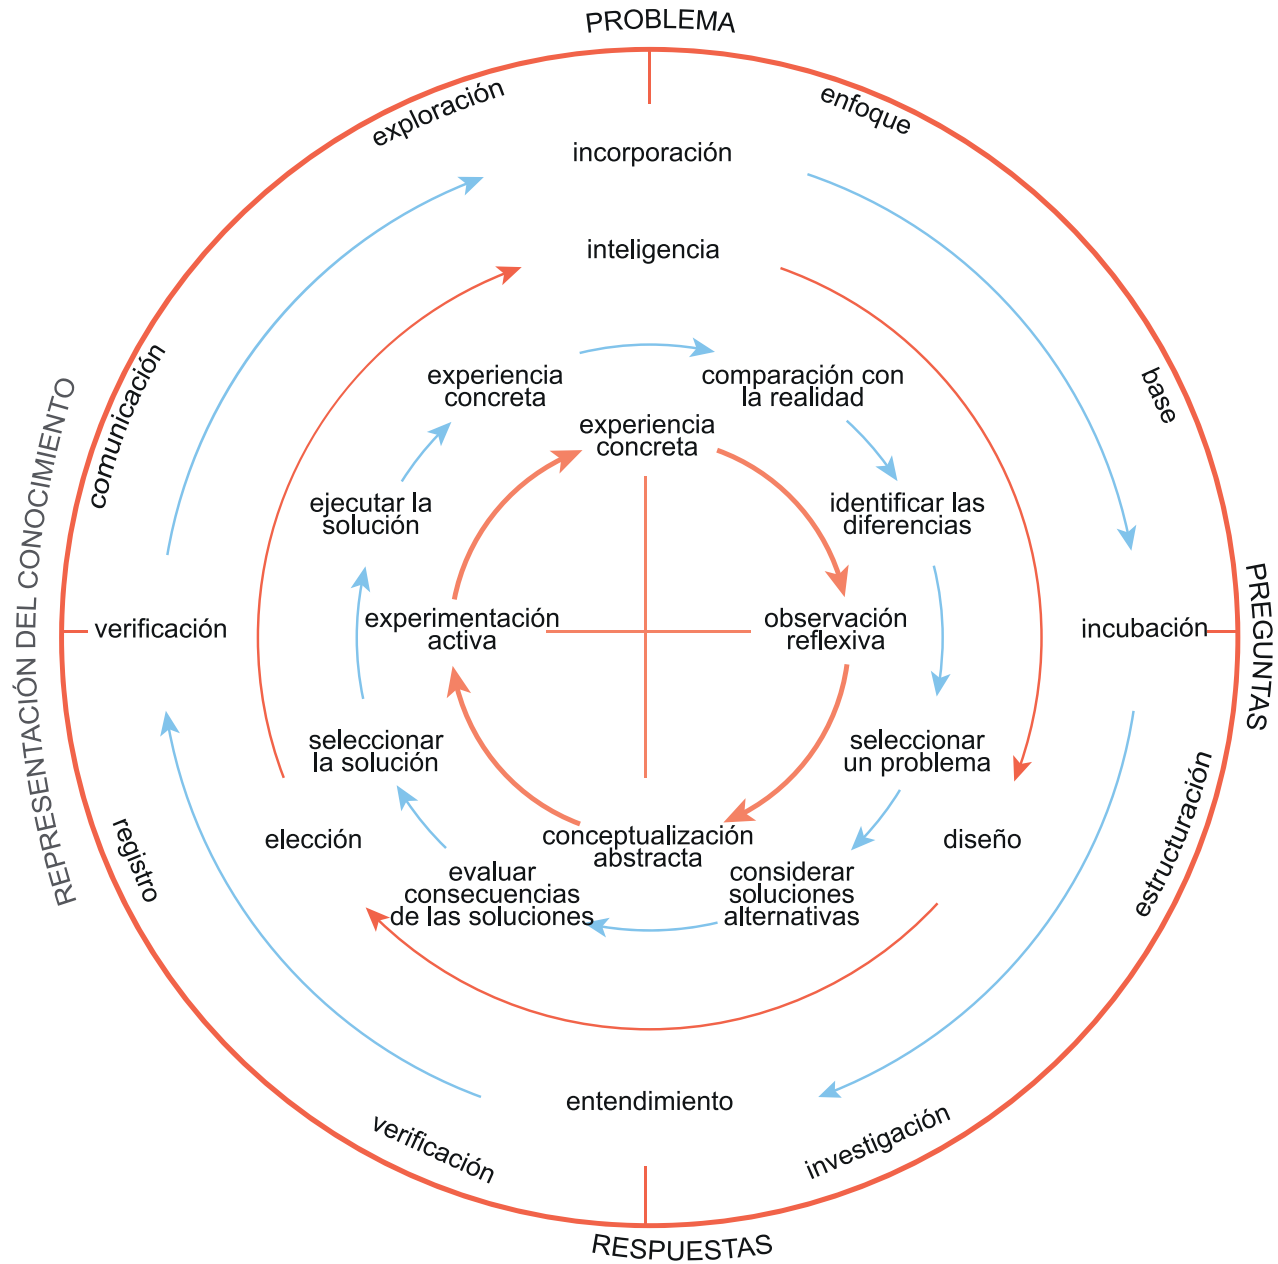 PROBLEMA
exploración
enfoque
incorporación
inteligencia
comunicación
base
experiencia
concreta
comparación con
la realidad
experiencia
concreta
ejecutar la
solución
identificar las
diferencias
REPRESENTACIÓN DEL CONOCIMIENTO
verificación
experimentación
activa
observación
reflexiva
incubación
PREGUNTAS
seleccionar
la solución
seleccionar
un problema
registro
elección
conceptualización
abstracta
diseño
estructuración
evaluar
consecuencias
de las soluciones
considerar
soluciones
alternativas
entendimiento
verificación
investigación
RESPUESTAS